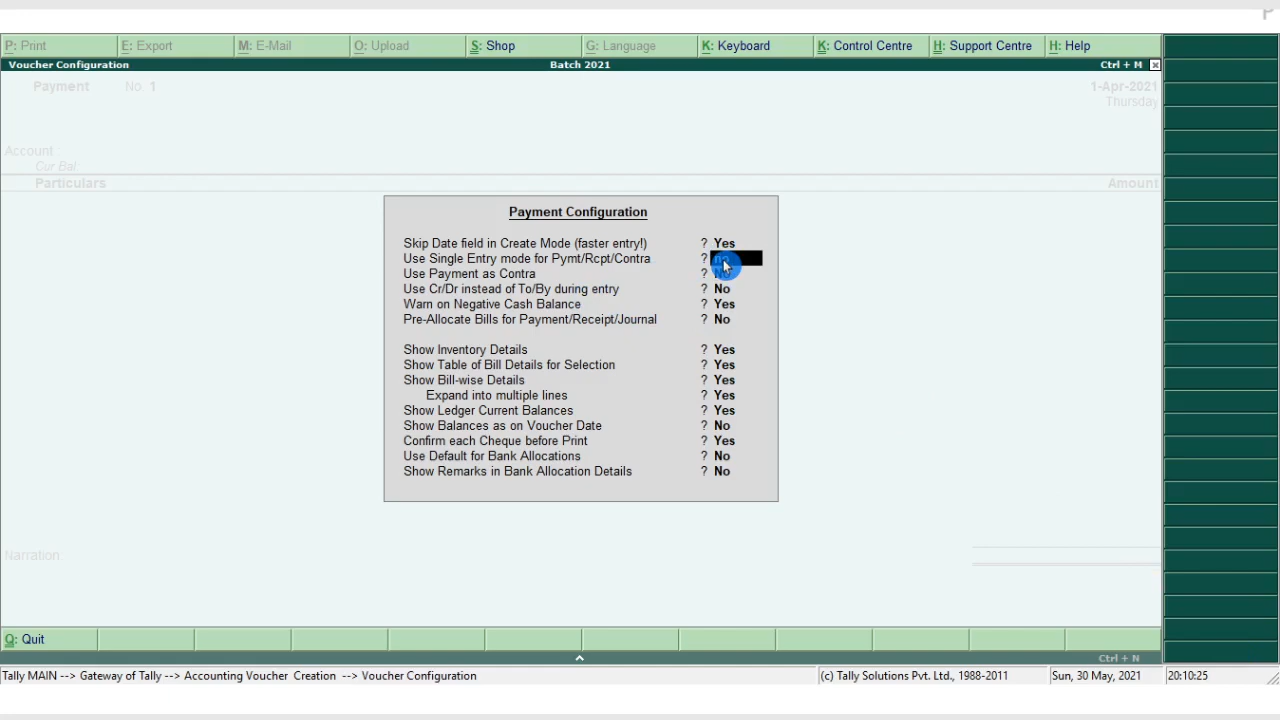 P
P: Print E: Export M: E-Mail O: Upload S: Shop G: Language K: Keyboard K: Control Centre H: Support Centre H: Help
Voucher Configuration Batch 2021 Ctrl + M
Payment No. 1 1-Apr-2021
Thursday
Account
Cur Bal
Particulars Amount
Payment Configuration
Skip Date field in Create Mode (faster entry!) ? Yes
Use Single Entry mode for Pymt/Rcpt/Contra ? no
Use Payment as Contra ? No
Use Cr/Dr instead of To/By during entry ? No
Warn on Negative Cash Balance ? Yes
Pre-Allocate Bills for Payment/Receipt/Journal ? No
Show Inventory Details ? Yes
Show Table of Bill Details for Selection ? Yes
Show Bill-wise Details ? Yes
Expand into multiple lines ? Yes
Show Ledger Current Balances ? Yes
Show Balances as on Voucher Date ? No
Confirm each Cheque before Print ? Yes
Use Default for Bank Allocations ? No
Show Remarks in Bank Allocation Details ? No
Narration
Q: Quit
Ctrl + N
Tally MAIN --> Gateway of Tally --> Accounting Voucher Creation --> Voucher Configuration (c) Tally Solutions Pvt. Ltd., 1988-2011 Sun, 30 May, 2021 20:10:25